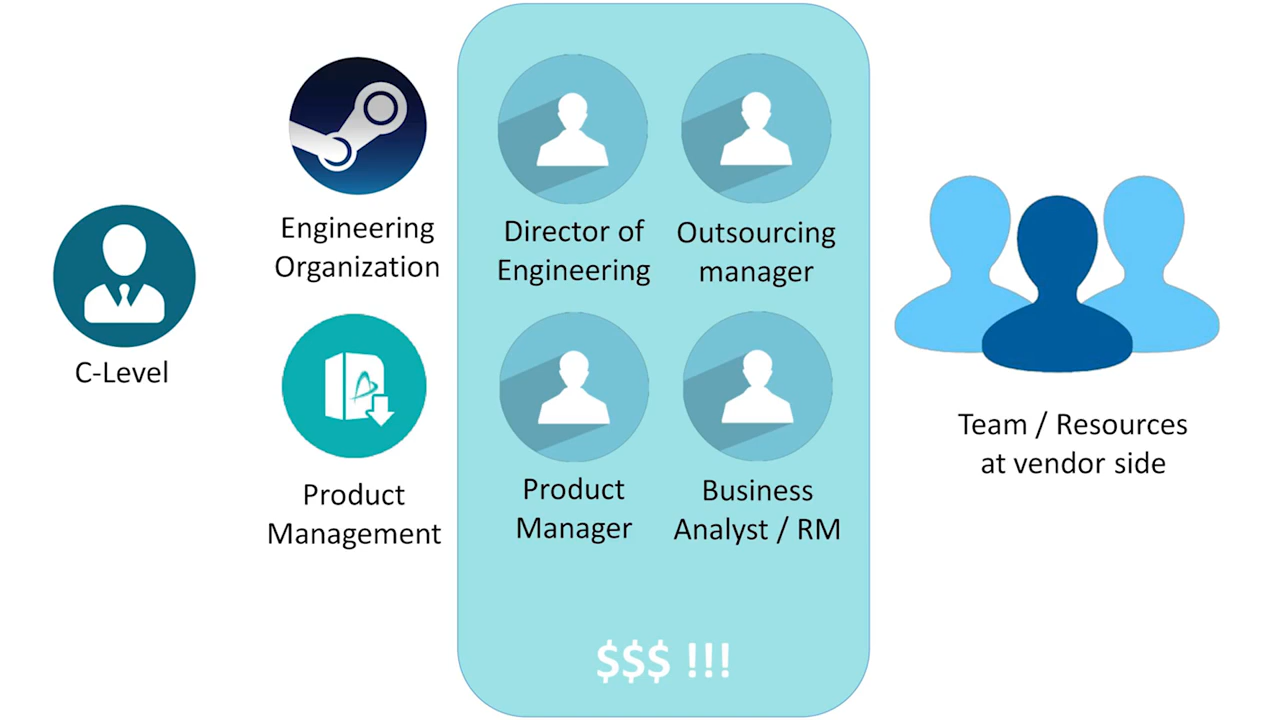 C-Level
Engineering
Organization
Product
Management
Director of
Engineering
Outsourcing
manager
Product
Manager
Business
Analyst / RM
$$$ !!!
Team / Resources
at vendor side